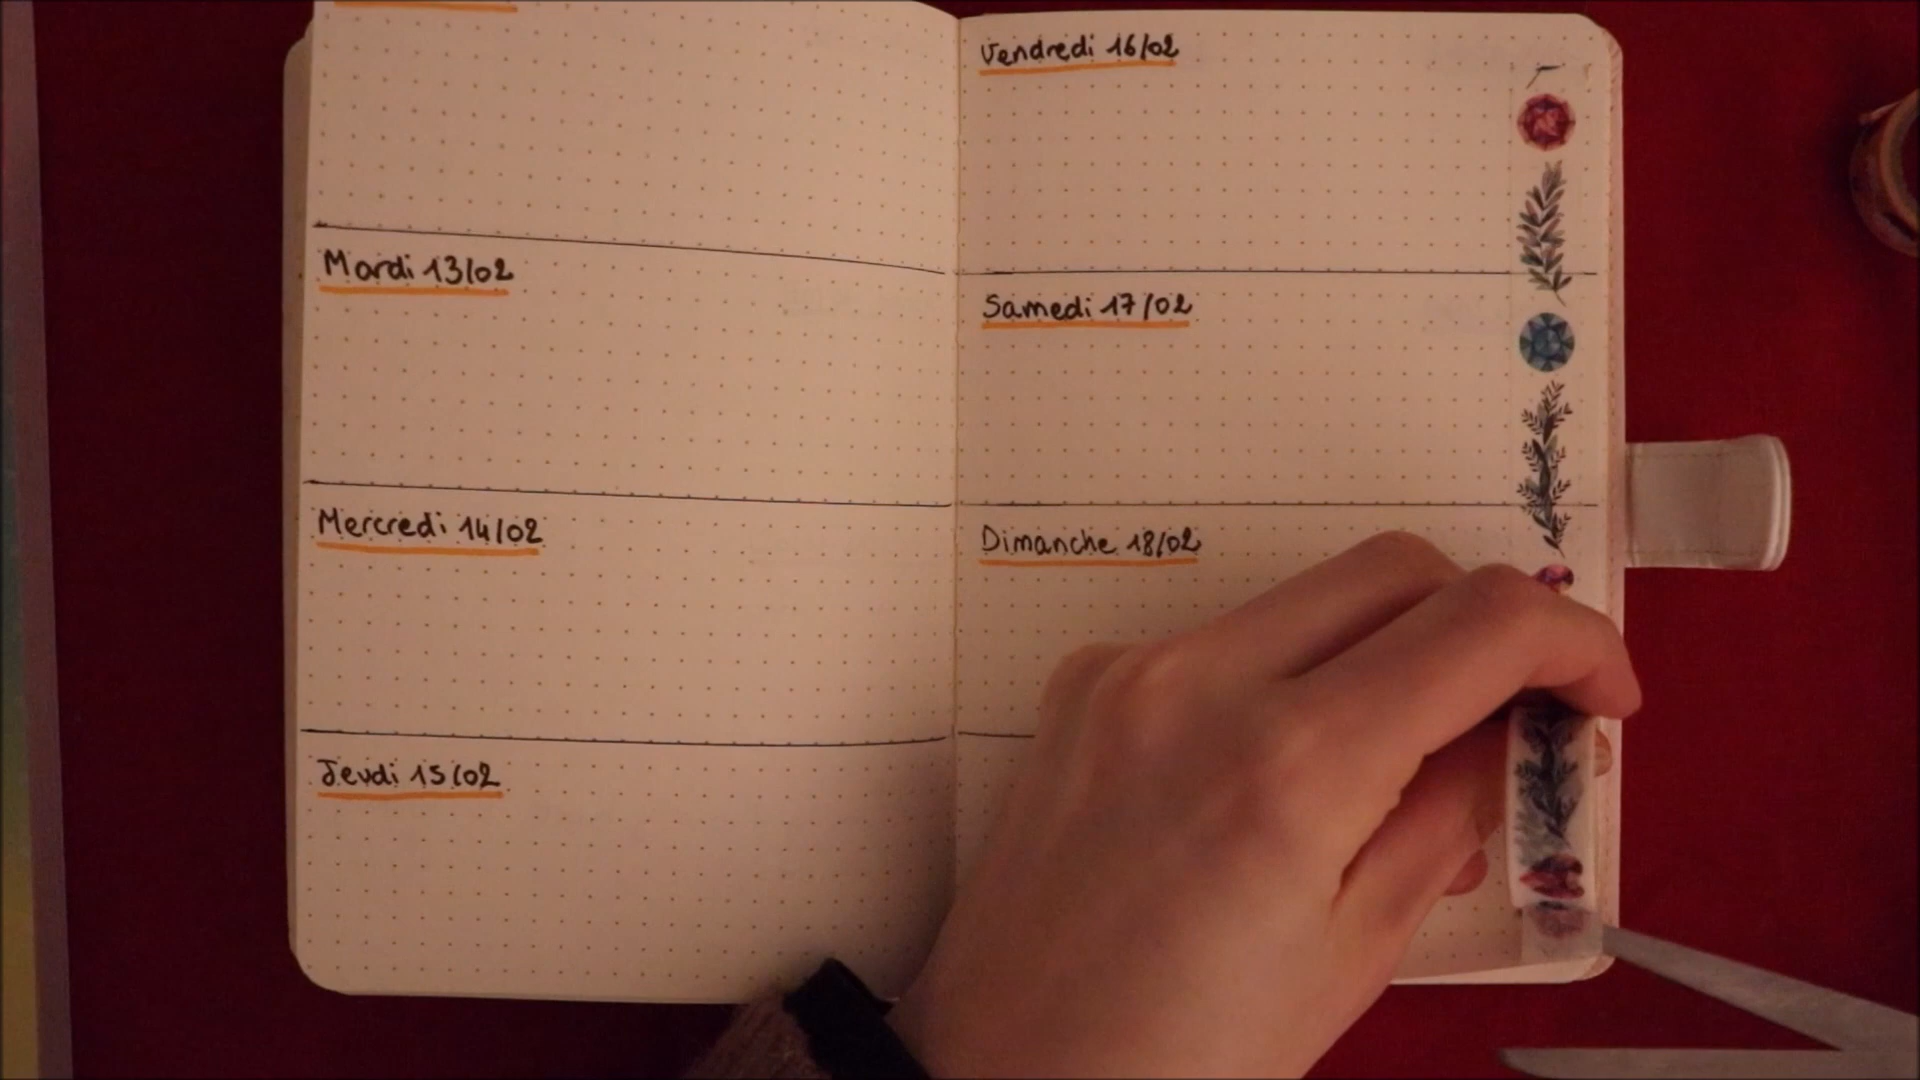 Mardi 13/02
Mercredi 14/02
Jeudi 15/02
Vendredi 16/02
Samedi 17/02
Dimanche 18/02